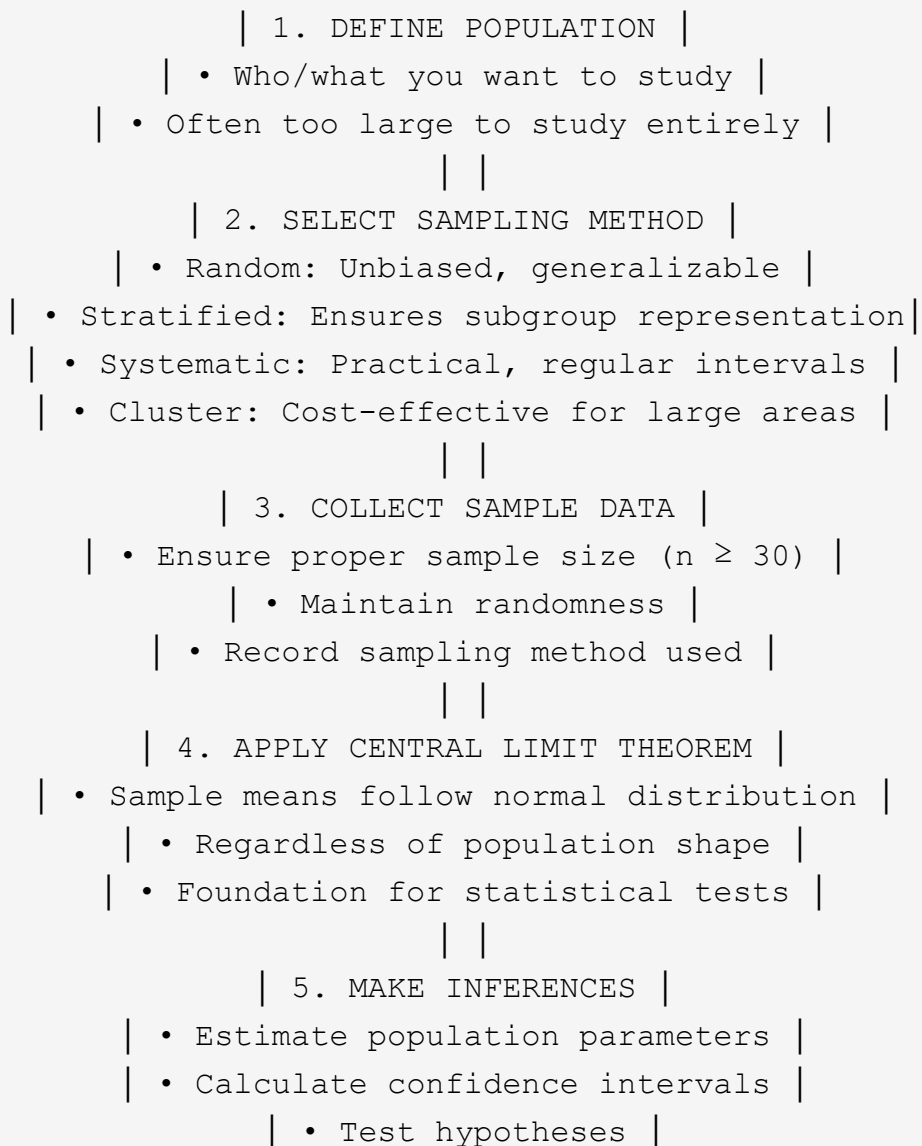 | 1. DEFINE POPULATION |
| • Who/what you want to study |
| • Often too large to study entirely |
| |
| 2. SELECT SAMPLING METHOD |
| • Random: Unbiased, generalizable |
| • Stratified: Ensures subgroup representation|
| • Systematic: Practical, regular intervals |
| • Cluster: Cost-effective for large areas |
| |
| 3. COLLECT SAMPLE DATA |
| • Ensure proper sample size (n ≥ 30) |
| • Maintain randomness |
| • Record sampling method used |
| |
| 4. APPLY CENTRAL LIMIT THEOREM |
| • Sample means follow normal distribution |
| • Regardless of population shape |
| • Foundation for statistical tests |
| |
| 5. MAKE INFERENCES |
| • Estimate population parameters |
| • Calculate confidence intervals |
| • Test hypotheses |